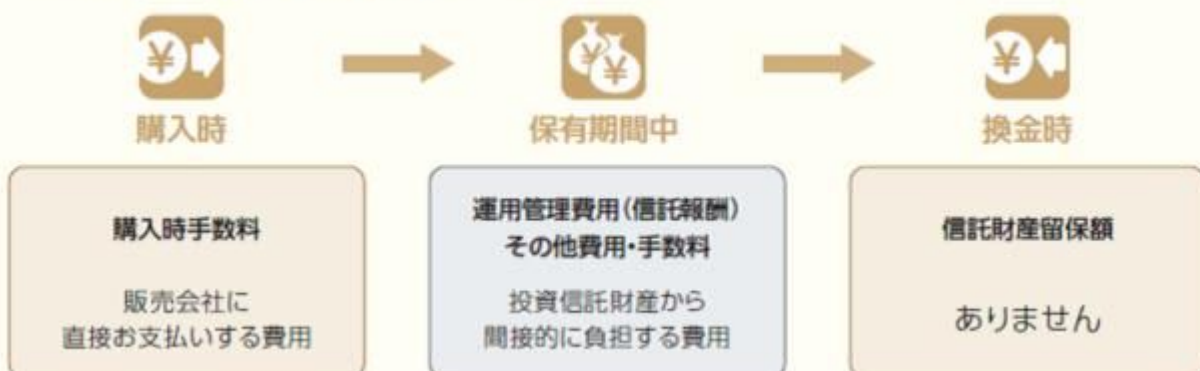 購入時
保有期間中
換金時
購入時手数料
販売会社に
直接お支払いする費用
運用管理費用(信託報酬)
その他費用・手数料
投資信託財産から
間接的に負担する費用
信託財産留保額
ありません